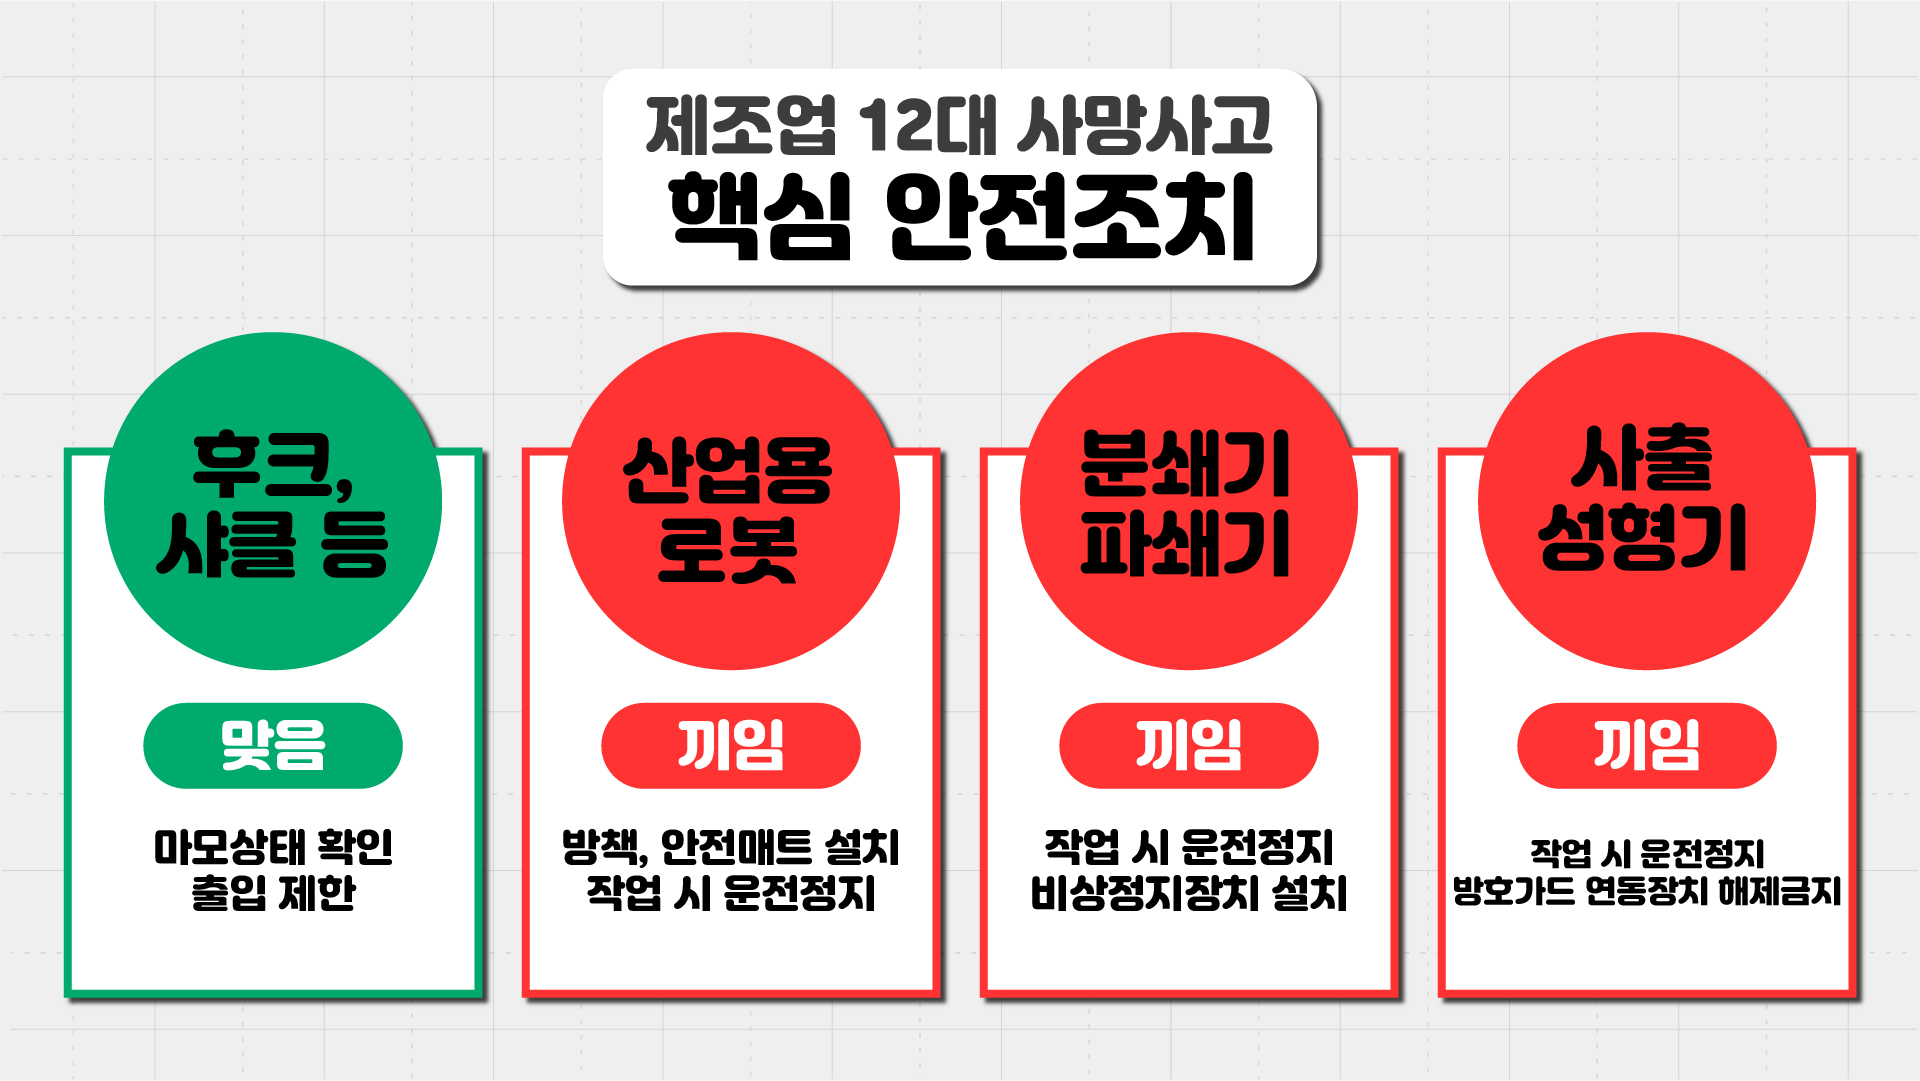 제조업 12대 사망사고
핵심 안전조치
후크,
샤클 등
맞음
마모상태 확인
출입 제한
산업용
로봇
끼임
방책, 안전매트 설치
작업 시 운전정지
분쇄기
파쇄기
끼임
작업 시 운전정지
비상정지장치 설치
사출
성형기
끼임
작업 시 운전정지
방호가드 연동장치 해제금지